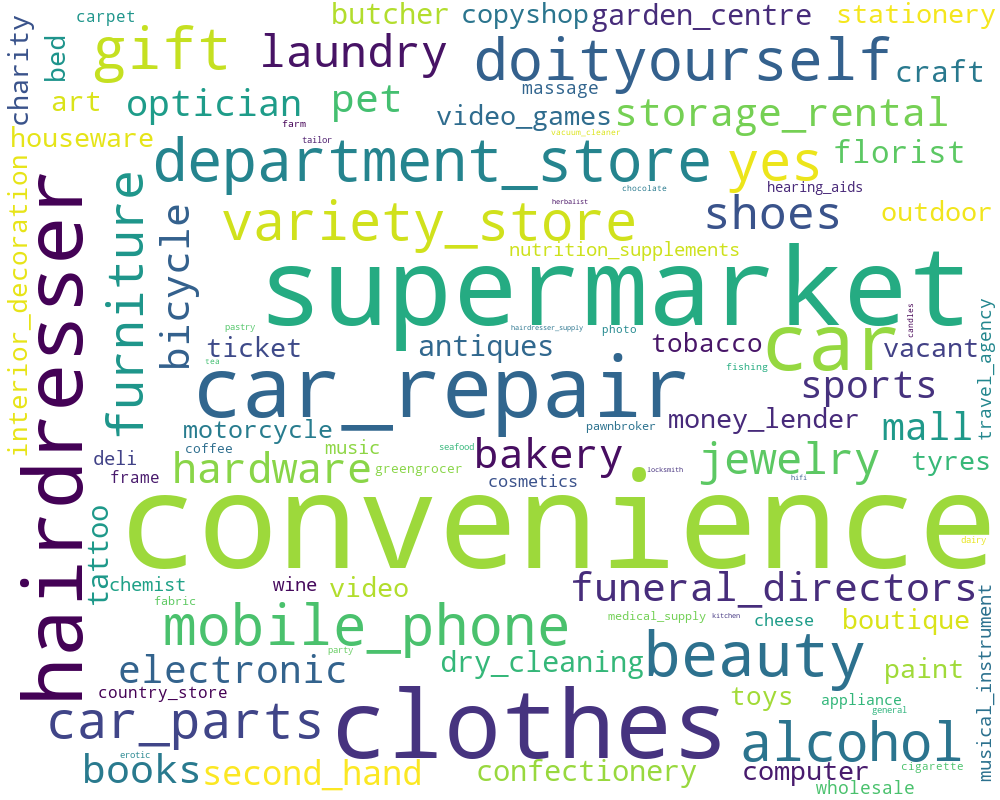 carpet
butcher
copyshop
garden_centre
stationery
charity
bed
gift
laundry
doityourself
craft
art
optician
pet
massage
video_games
storage_rental
houseware
farm
tailor
vacuum_cleaner
department_store
yes
florist
interior_decoration
hairdresser
furniture
bicycle
variety_store
chocolate
herbalist
hearing_aids
shoes
outdoor
nutrition_supplements
supermarket
pastry
hairdresser_supply
photo
candles
travel_agency
ticket
antiques
tobacco
car
vacant
tea
car_repair
fishing
sports
motorcycle
pawnbroker
money_lender
mall
deli
coffee
music
seafood
bakery
jewelry
tyres
frame
hardware
greengrocer
cosmetics
locksmith
hifi
tattoo
convenience
dairy
chemist
wine
video
funeral_directors
fabric
mobile_phone
medical_supply
kitchen
cheese
boutique
musical_instrument
party
electronic
dry_cleaning
beauty
paint
country_store
car_parts
clothes
toys
appliance
general
erotic
books
second_hand
confectionery
alcohol
computer
cigarette
wholesale